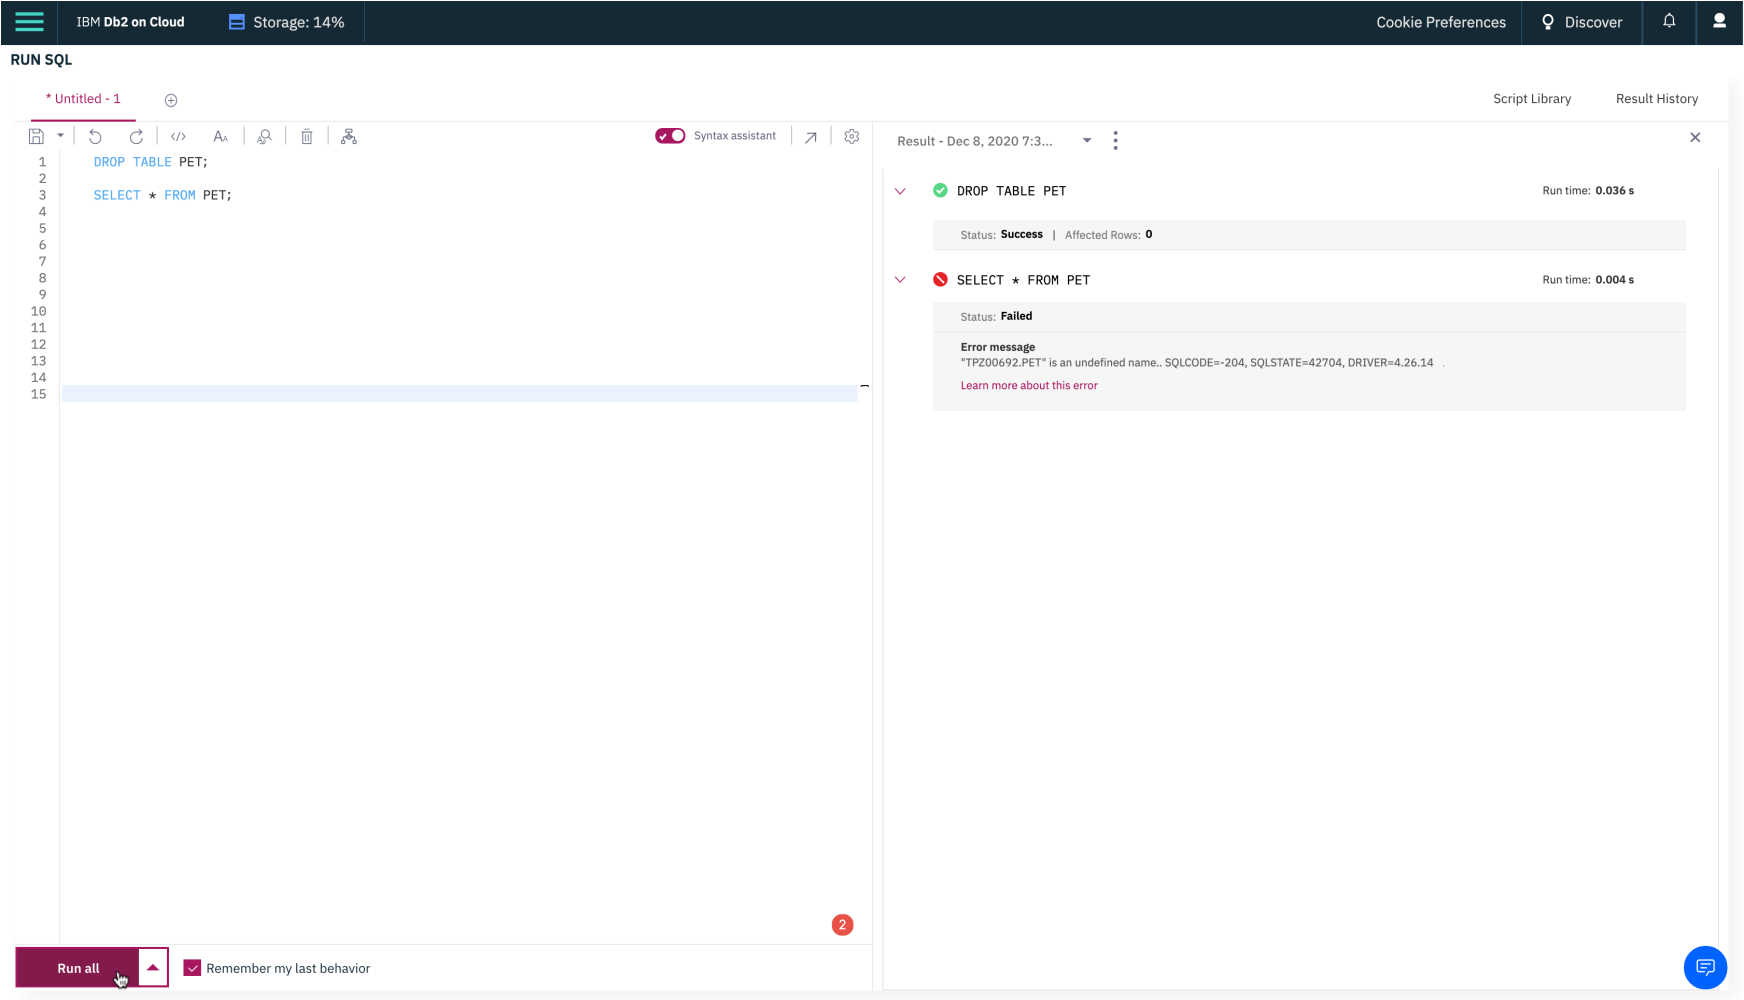 IBM Db2 on Cloud
Storage: 14%
Cookie Preferences
Discover
RUN SQL
* Untitled - 1
Script Library
Result History
</>
AA
Syntax assistant
Result - Dec 8, 2020 7:3...
1 DROP TABLE PET;
2
3 SELECT * FROM PET;
4
5
6
7
8
9
10
11
12
13
14
15
DROP TABLE PET
Run time: 0.036 s
Status: Success | Affected Rows: 0
SELECT * FROM PET
Run time: 0.004 s
Status: Failed
Error message
"TPZ00692.PET" is an undefined name.. SQLCODE=-204, SQLSTATE=42704, DRIVER=4.26.14 .
Learn more about this error
2
Run all
Remember my last behavior